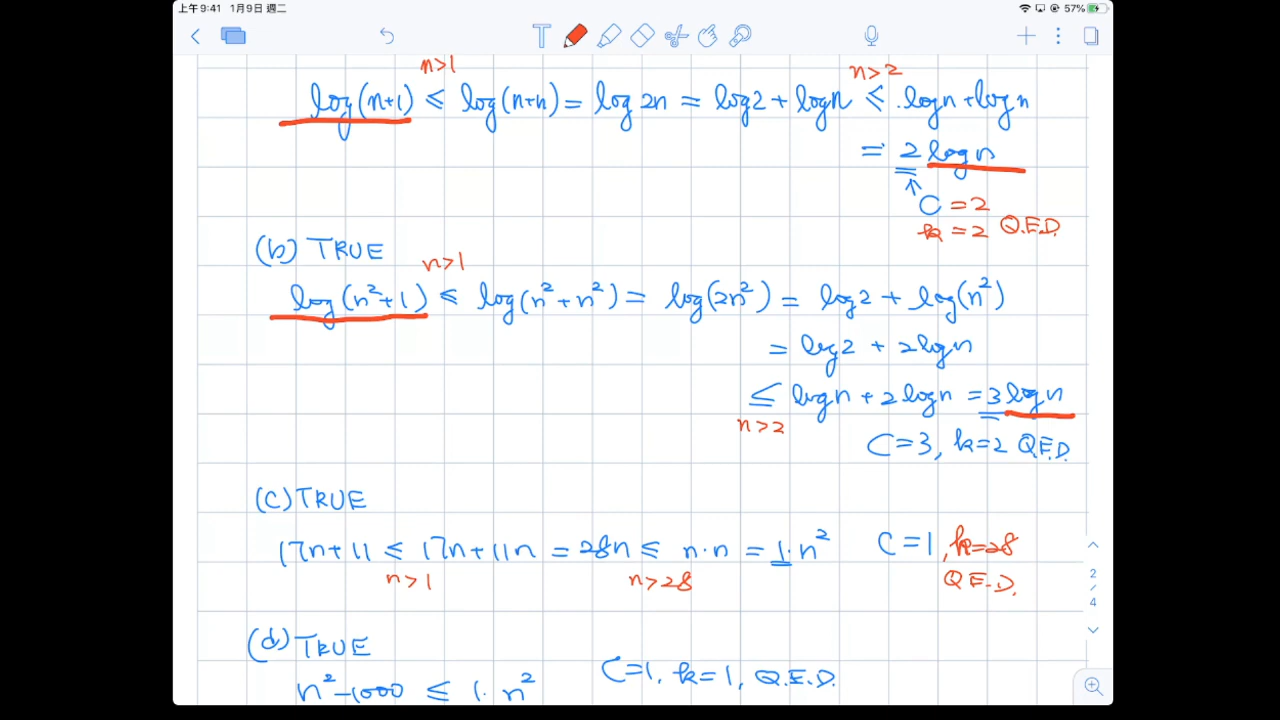 上午9:41 1月9日 週二
57%
n>1
n>2
log(n+1) ≤ log(n+n) = log 2n = log2 + logn ≤ logn + logn
= 2 logn
↑
C = 2
k = 2 Q.E.D.
(b) TRUE
n>1
log(n²+1) ≤ log(n²+n²) = log(2n²) = log2 + log(n²)
= log2 + 2logn
≤ logn + 2logn = 3logn
n>2
C=3, k=2 Q.E.D.
(c) TRUE
17n+11 ≤ 17n+11n = 28n ≤ n·n = 1·n² C=1, k=28
n>1 n>28 Q.E.D.
2
/
4
(d) TRUE
n²-1000 ≤ 1·n² C=1, k=1, Q.E.D.